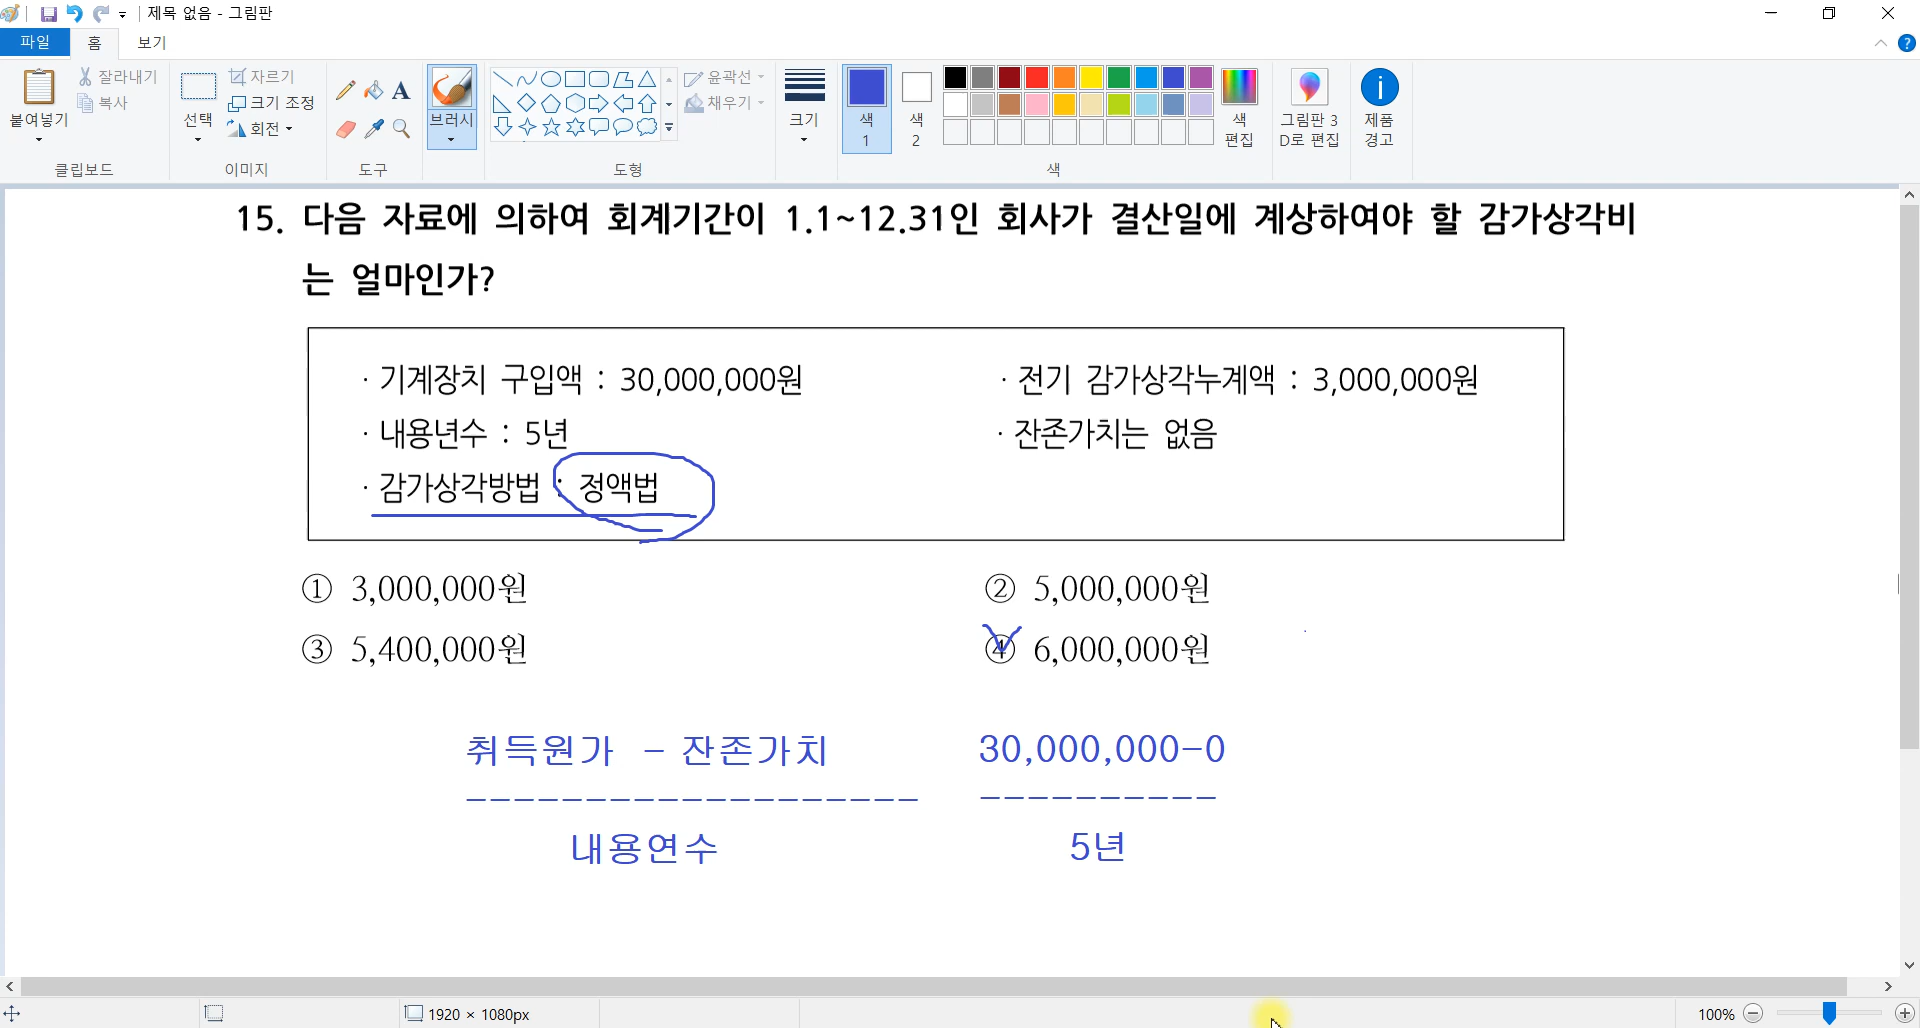 제목 없음 - 그림판
파일 홈 보기
붙여넣기
잘라내기
복사
클립보드
선택
자르기
크기 조정
회전
이미지
도구
브러시
윤곽선
채우기
도형
크기
색
1
색
2
색
편집
색
그림판 3
D로 편집
제품
경고
15. 다음 자료에 의하여 회계기간이 1.1~12.31인 회사가 결산일에 계상하여야 할 감가상각비
는 얼마인가?
· 기계장치 구입액 : 30,000,000원 · 전기 감가상각누계액 : 3,000,000원
· 내용년수 : 5년 · 잔존가치는 없음
· 감가상각방법 : 정액법
① 3,000,000원 ② 5,000,000원
③ 5,400,000원 ④ 6,000,000원
취득원가 - 잔존가치 30,000,000-0
------------------- ----------
내용연수 5년
1920 × 1080px 100%